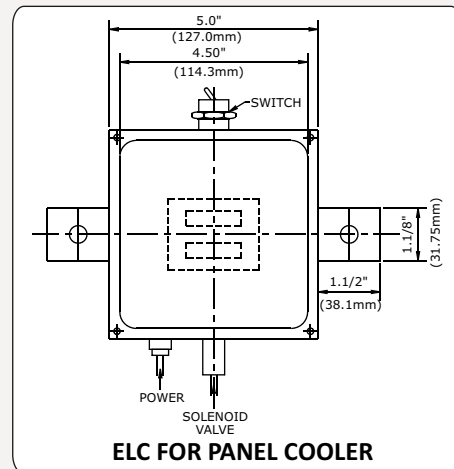 5.0"
(127.0mm)
4.50"
(114.3mm)
SWITCH
1.1/8"
(31.75mm)
1.1/2"
(38.1mm)
POWER
SOLENOID
VALVE
ELC FOR PANEL COOLER